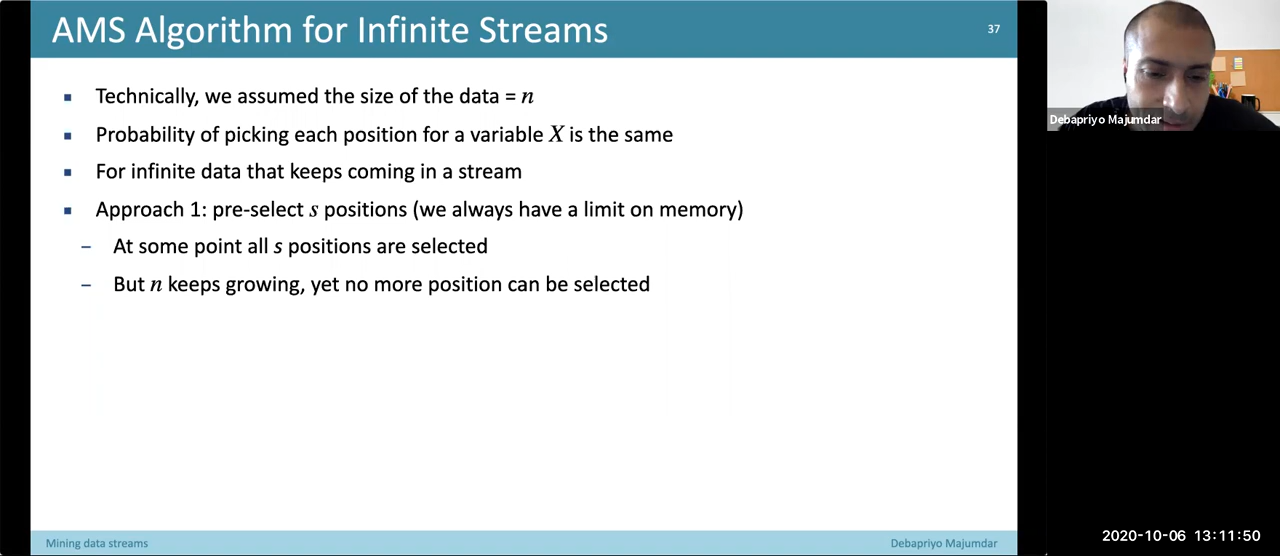 AMS Algorithm for Infinite Streams
37
Technically, we assumed the size of the data = n
Probability of picking each position for a variable X is the same
For infinite data that keeps coming in a stream
Approach 1: pre-select s positions (we always have a limit on memory)
– At some point all s positions are selected
– But n keeps growing, yet no more position can be selected
Mining data streams
Debapriyo Majumdar
Debapriyo Majumdar
2020-10-06 13:11:50